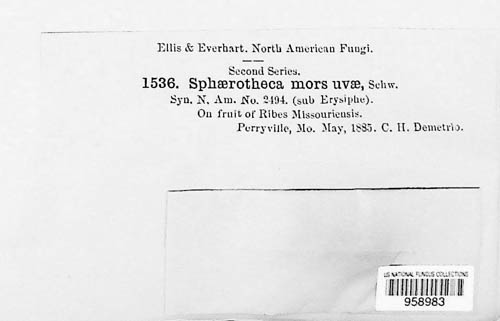 Ellis & Everhart. North American Fungi.
Second Series.
1536. Sphærotheca mors uvæ, Schw.
Syn. N. Am. No. 2494. (sub Erysiphe).
On fruit of Ribes Missouriensis.
Perryville, Mo. May, 1885. C. H. Demetrio.
US NATIONAL FUNGUS COLLECTIONS
958983